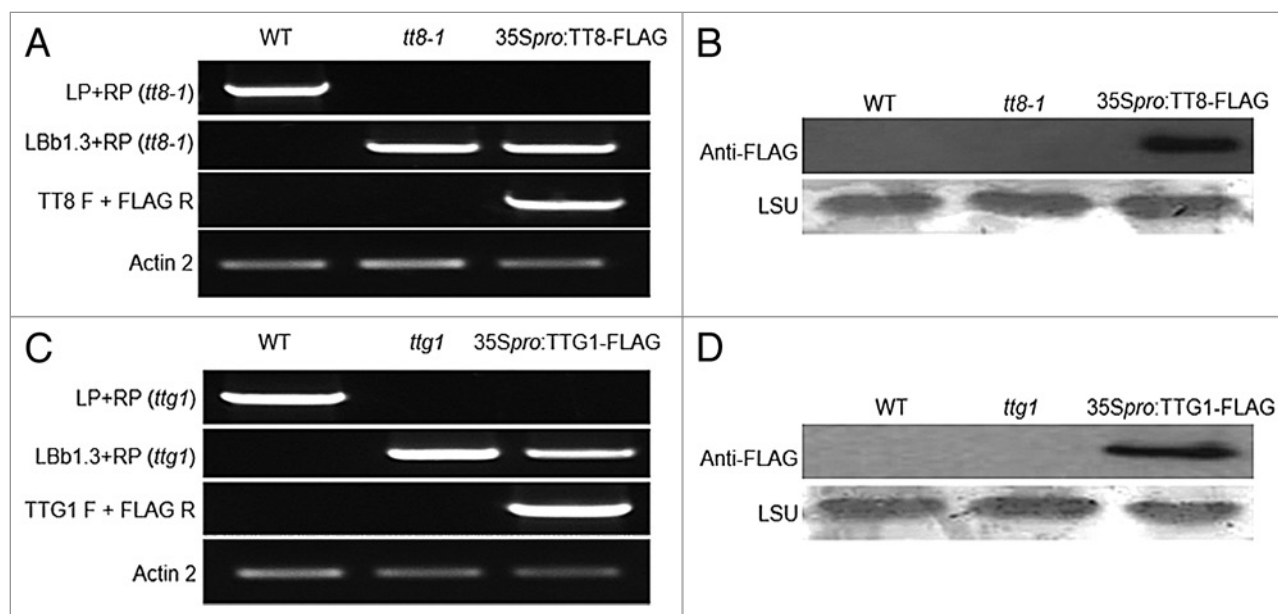 A
WT tt8-1 35Spro:TT8-FLAG
LP+RP (tt8-1)
LBb1.3+RP (tt8-1)
TT8 F + FLAG R
Actin 2
B
WT tt8-1 35Spro:TT8-FLAG
Anti-FLAG
LSU
C
WT ttg1 35Spro:TTG1-FLAG
LP+RP (ttg1)
LBb1.3+RP (ttg1)
TTG1 F + FLAG R
Actin 2
D
WT ttg1 35Spro:TTG1-FLAG
Anti-FLAG
LSU